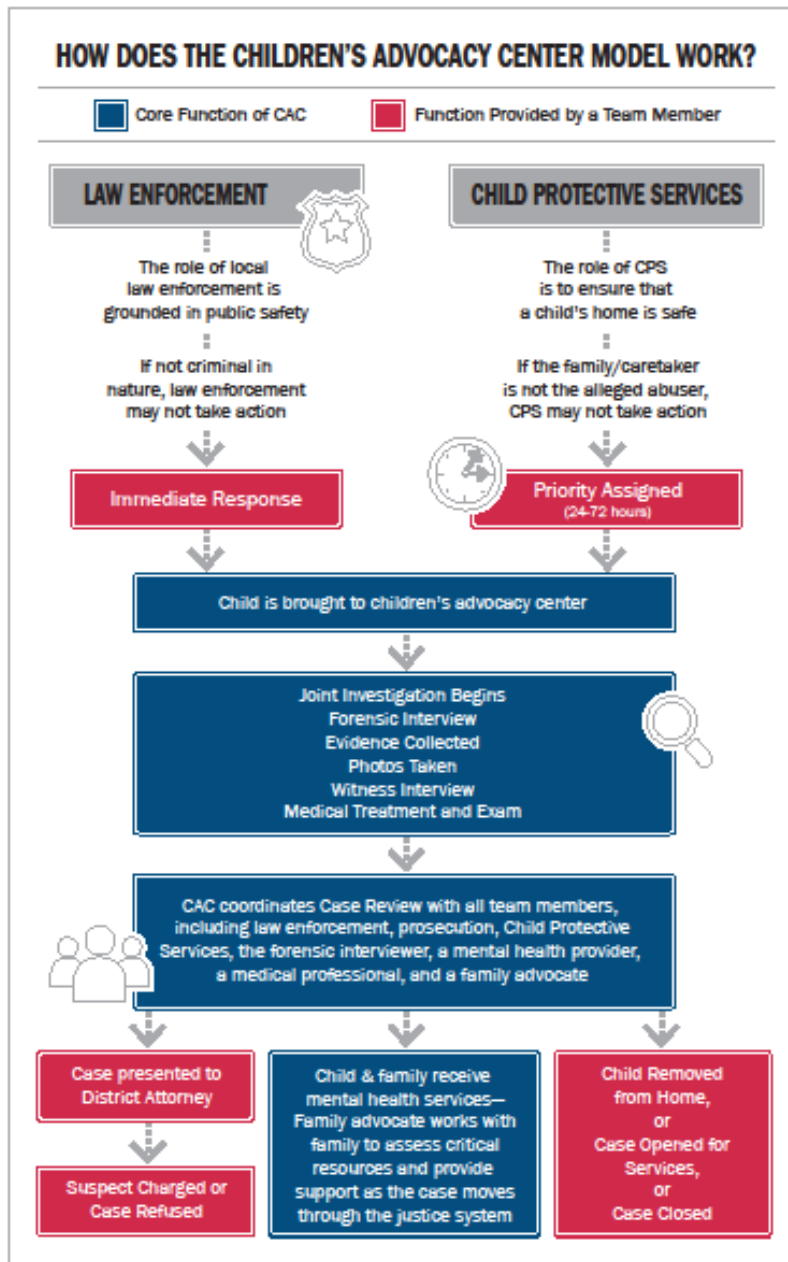 HOW DOES THE CHILDREN'S ADVOCACY CENTER MODEL WORK?
Core Function of CAC
Function Provided by a Team Member
LAW ENFORCEMENT
The role of local
law enforcement is
grounded in public safety
If not criminal in
nature, law enforcement
may not take action
Immediate Response
CHILD PROTECTIVE SERVICES
The role of CPS
is to ensure that
a child's home is safe
If the family/caretaker
is not the alleged abuser,
CPS may not take action
Priority Assigned
(24-72 hours)
Child is brought to children's advocacy center
Joint Investigation Begins
Forensic Interview
Evidence Collected
Photos Taken
Witness Interview
Medical Treatment and Exam
CAC coordinates Case Review with all team members,
including law enforcement, prosecution, Child Protective
Services, the forensic interviewer, a mental health provider,
a medical professional, and a family advocate
Case presented to
District Attorney
Suspect Charged or
Case Refused
Child & family receive
mental health services—
Family advocate works with
family to assess critical
resources and provide
support as the case moves
through the justice system
Child Removed
from Home,
or
Case Opened for
Services,
or
Case Closed